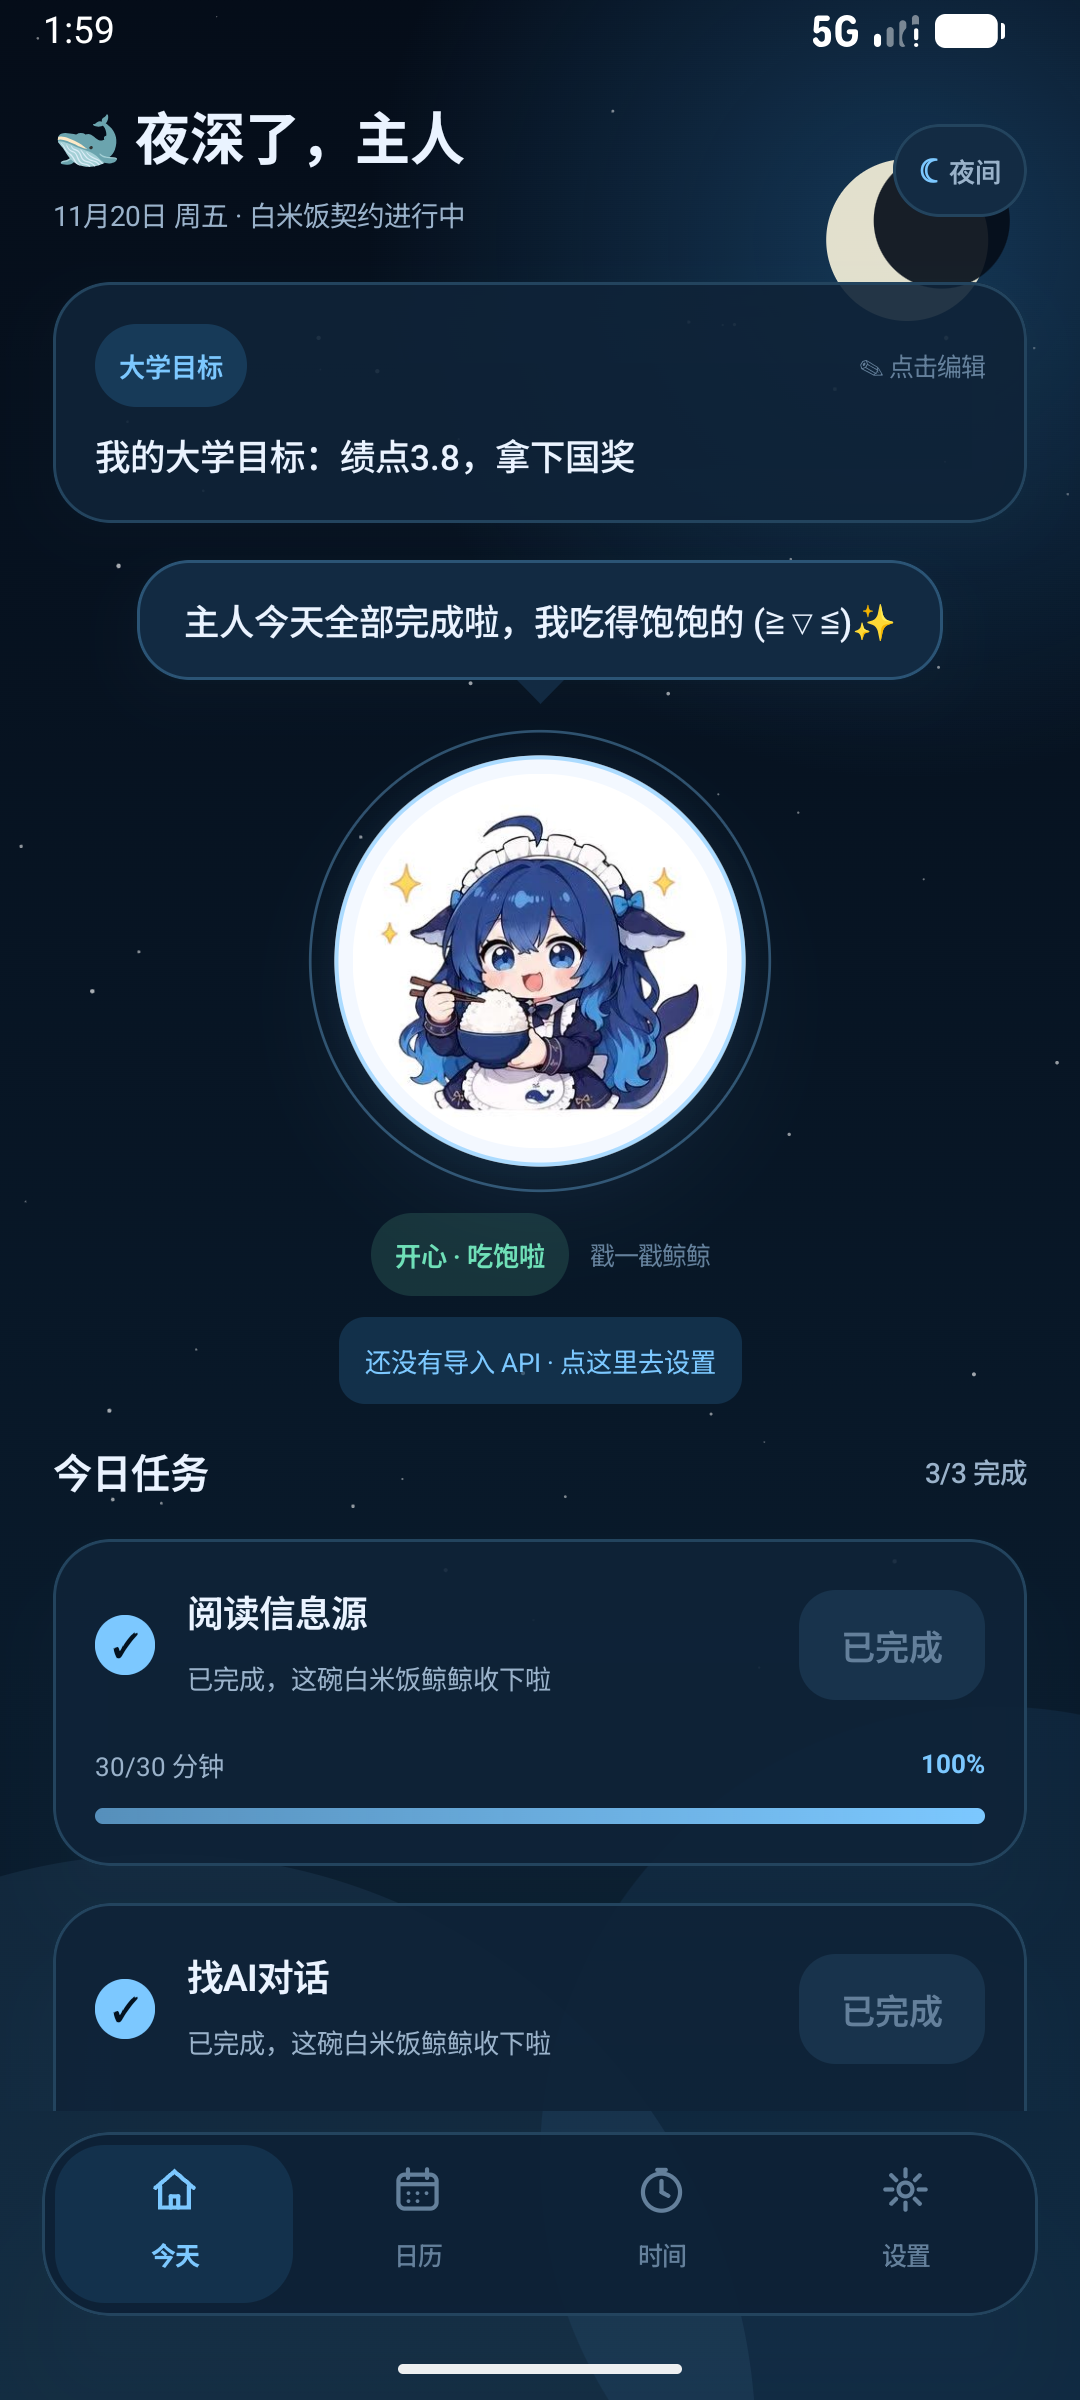 1:59
5G
夜深了，主人
夜间
11月20日 周五 · 白米饭契约进行中
大学目标
点击编辑
我的大学目标：绩点3.8，拿下国奖
主人今天全部完成啦，我吃得饱饱的 (≧▽≦)✨
开心 · 吃饱啦
戳一戳鲸鲸
还没有导入 API · 点这里去设置
今日任务
3/3 完成
阅读信息源
已完成，这碗白米饭鲸鲸收下啦
已完成
30/30 分钟
100%
找AI对话
已完成，这碗白米饭鲸鲸收下啦
已完成
今天
日历
时间
设置